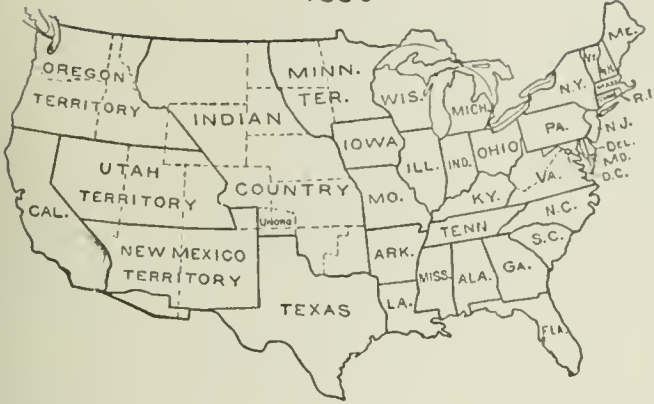 OREGON
TERRITORY
INDIAN
COUNTRY
MINN.
TER.
UTAH
TERRITORY
CAL.
NEW MEXICO
TERRITORY
TEXAS
WIS.
MICH.
IOWA
ILL.
IND.
OHIO
MO.
KY.
TENN
ARK.
LA.
MISS.
ALA.
GA.
FLA.
S.C.
N.C.
VA.
PA.
N.Y.
VT.
N.H.
ME.
MASS
R.I.
N.J.
DEL.
MD.
D.C.